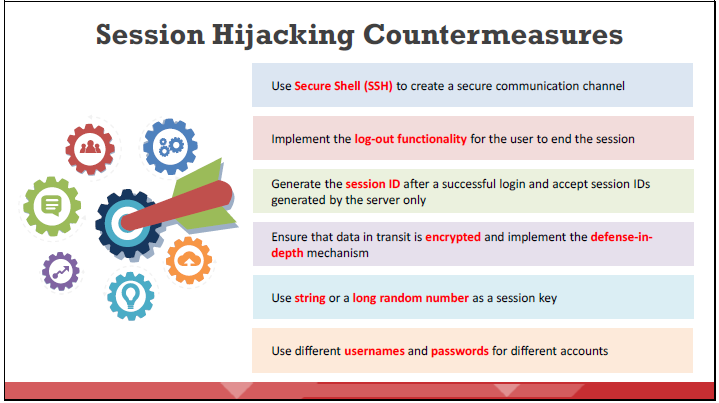 Session Hijacking Countermeasures
Use Secure Shell (SSH) to create a secure communication channel
Implement the log-out functionality for the user to end the session
Generate the session ID after a successful login and accept session IDs
generated by the server only
Ensure that data in transit is encrypted and implement the defense-in-
depth mechanism
Use string or a long random number as a session key
Use different usernames and passwords for different accounts